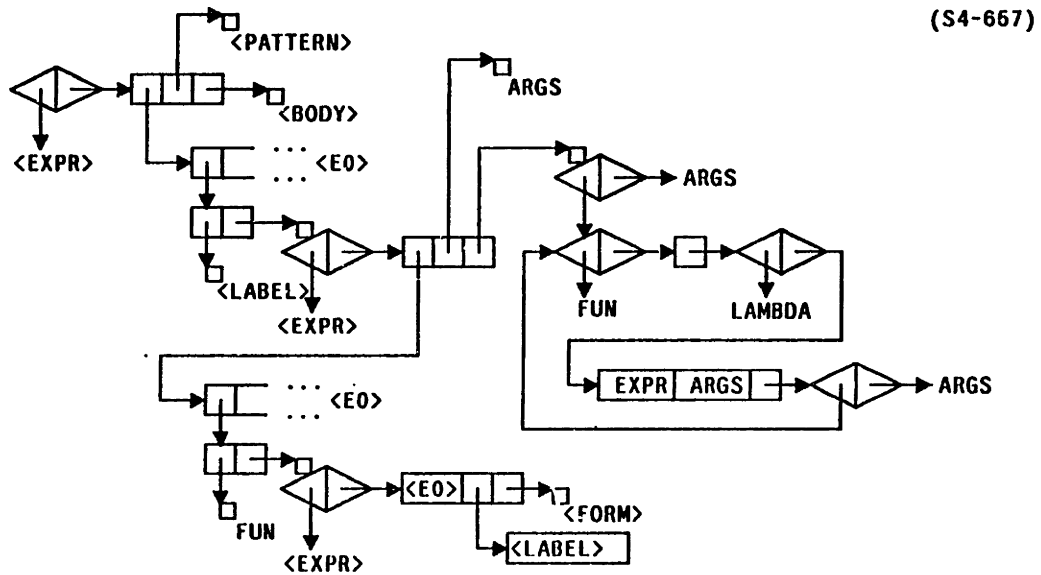 (S4-667)
<PATTERN>
ARGS
<BODY>
<EXPR>
... <E0>
...
ARGS
<LABEL>
<EXPR>
FUN
LAMBDA
... <E0>
...
EXPR ARGS
ARGS
<E0>
<FORM>
FUN
<LABEL>
<EXPR>